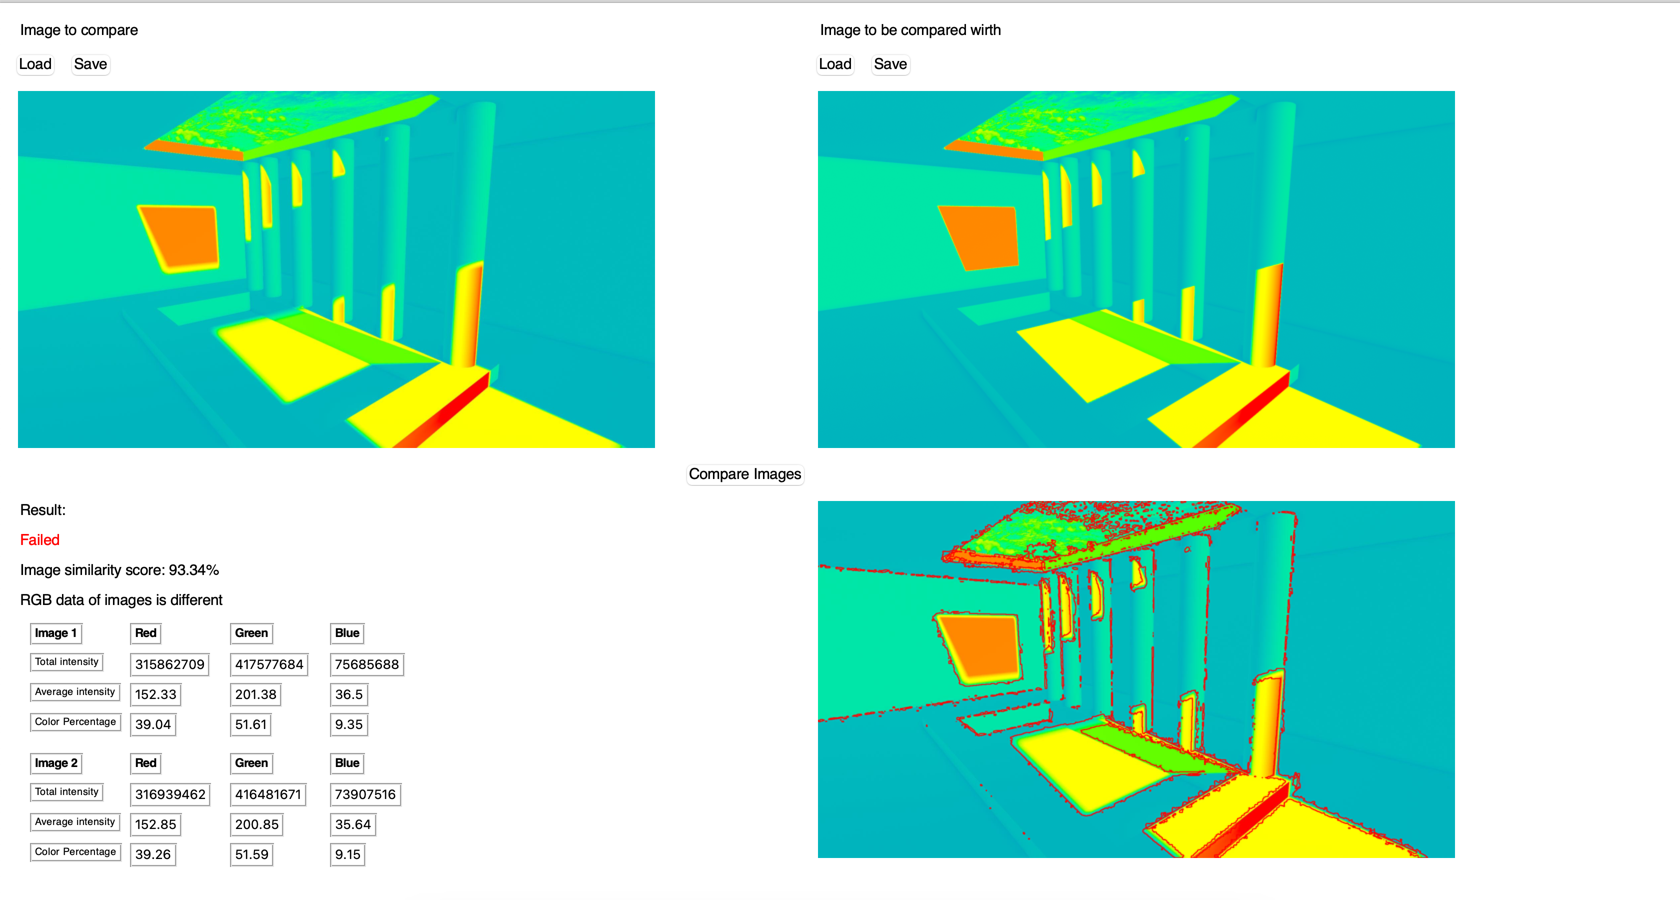 Image to compare
Image to be compared wirth
Load Save
Load Save
Compare Images
Result:
Failed
Image similarity score: 93.34%
RGB data of images is different
Image 1 Red Green Blue
Total intensity 315862709 417577684 75685688
Average intensity 152.33 201.38 36.5
Color Percentage 39.04 51.61 9.35
Image 2 Red Green Blue
Total intensity 316939462 416481671 73907516
Average intensity 152.85 200.85 35.64
Color Percentage 39.26 51.59 9.15